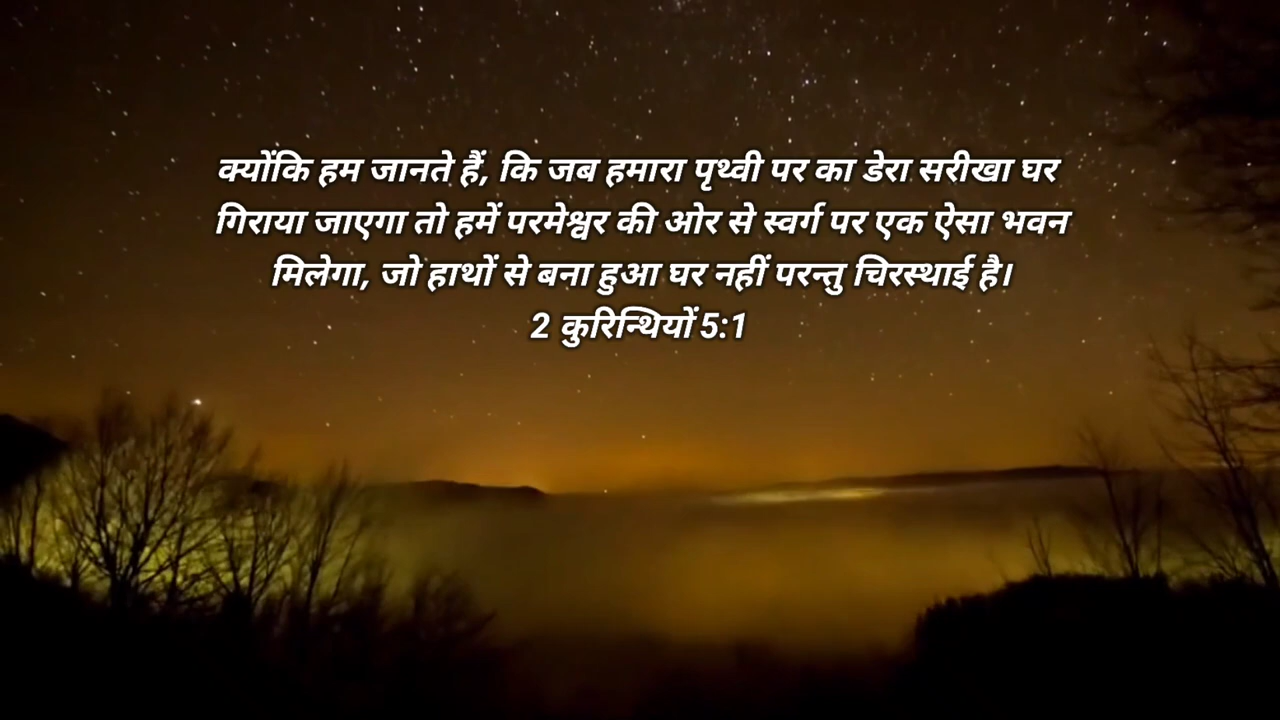 क्योंकि हम जानते हैं, कि जब हमारा पृथ्वी पर का डेरा सरीखा घर
गिराया जाएगा तो हमें परमेश्वर की ओर से स्वर्ग पर एक ऐसा भवन
मिलेगा, जो हाथों से बना हुआ घर नहीं परन्तु चिरस्थाई है।
2 कुरिन्थियों 5:1